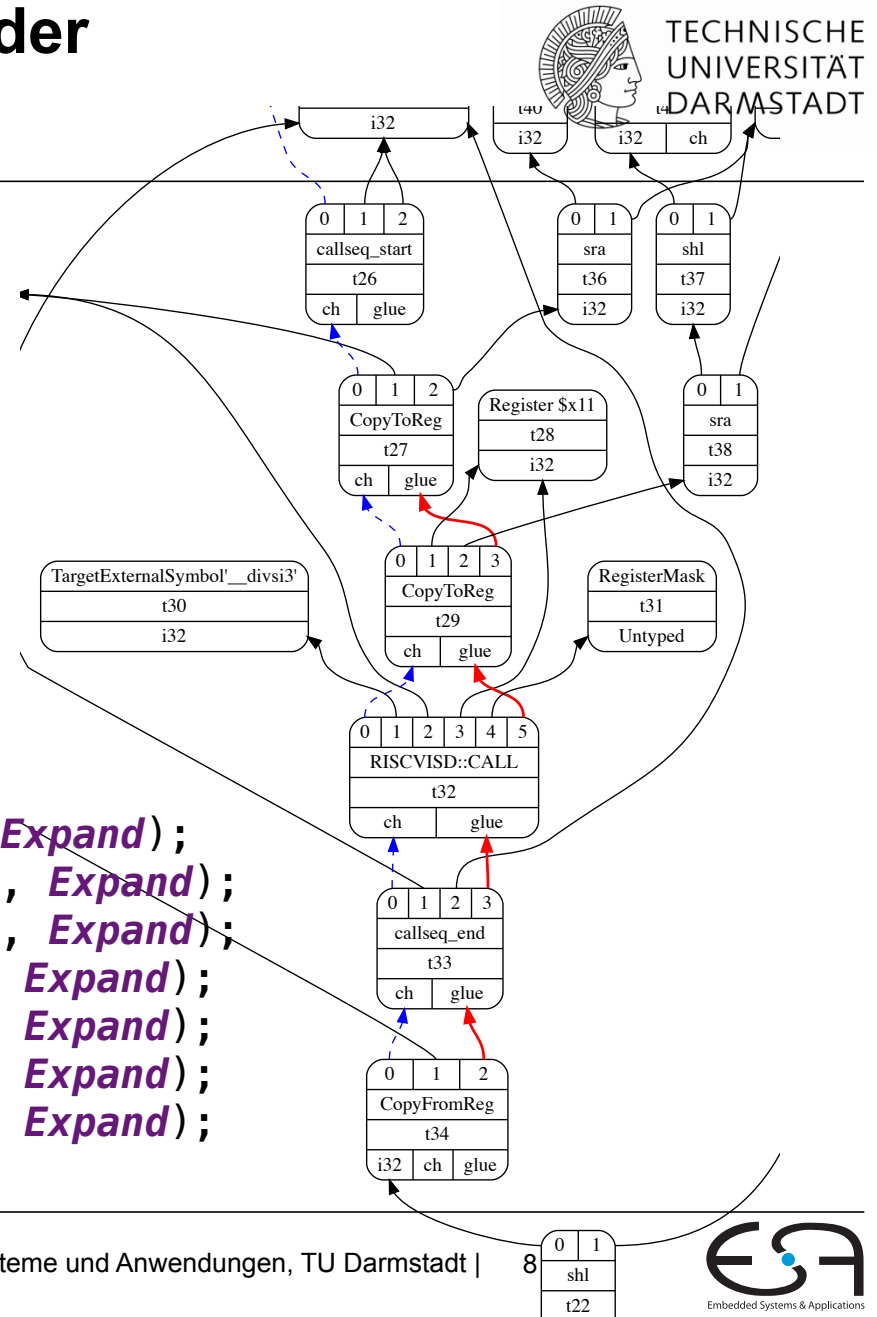 der
TECHNISCHE
UNIVERSITÄT
DARMSTADT
t40
i32
i32
i32 ch
0 1 2
callseq_start
t26
ch glue
0 1
sra
t36
i32
0 1
shl
t37
i32
0 1 2
CopyToReg
t27
ch glue
Register $x11
t28
i32
0 1
sra
t38
i32
0 1 2 3
CopyToReg
t29
ch glue
TargetExternalSymbol'__divsi3'
t30
i32
RegisterMask
t31
Untyped
0 1 2 3 4 5
RISCVISD::CALL
t32
ch glue
Expand);
, Expand);
, Expand);
Expand);
Expand);
Expand);
Expand);
0 1 2 3
callseq_end
t33
ch glue
0 1 2
CopyFromReg
t34
i32 ch glue
teme und Anwendungen, TU Darmstadt | 8
0 1
shl
t22
ESA
Embedded Systems & Applications